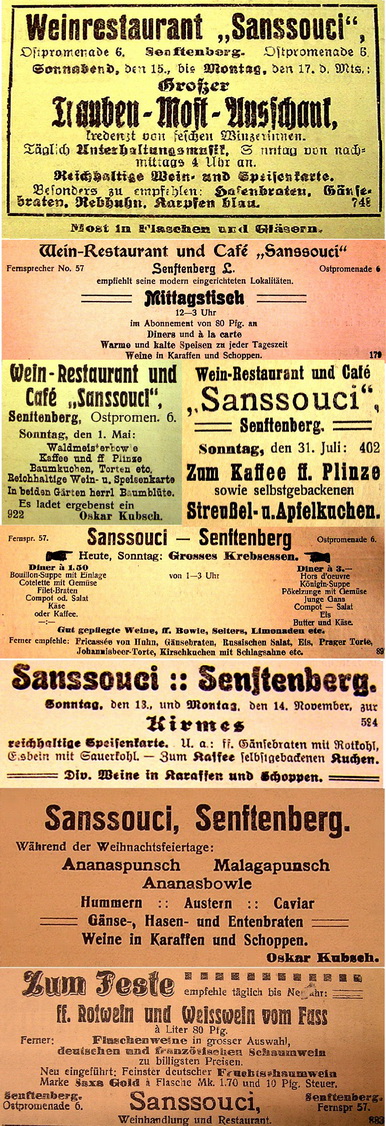 Weinrestaurant „Sanssouci“,
Ostpromenade 6. Senftenberg. Ostpromenade 6
Sonnabend, den 15., bis Montag, den 17. d. Mts.:
Großer
Trauben-Most-Ausschank,
kredenzt von feschen Winzerinnen.
Täglich Unterhaltungsmusik, S nntag von nach-
mittags 4 Uhr an.
Reichhaltige Wein- und Speisekarte.
Besonders zu empfehlen: Hasenbraten, Gänse-
braten, Rebhuhn, Karpfen blau. 748
Most in Flaschen und Gläsern.
Wein-Restaurant und Café „Sanssouci“
Fernsprecher No. 57 Senftenberg L. Ostpromenade 6
empfiehlt seine modern eingerichteten Lokalitäten.
Mittagstisch
12—3 Uhr
im Abonnement von 80 Pfg. an
Diners und à la carte
Warme und kalte Speisen zu jeder Tageszeit
Weine in Karaffen und Schoppen. 179
Wein-Restaurant und
Café „Sanssouci“,
Senftenberg, Ostpromen. 6.
Sonntag, den 1. Mai:
Waldmeisterbowle
Kaffee und ff Plinze
Baumkuchen, Torten etc.
Reichhaltige Wein- u. Speisenkarte
In beiden Gärten herrl Baumblüte.
Es ladet ergebenst ein
922 Oskar Kubsch.
Wein-Restaurant und Café
„Sanssouci“,
Senftenberg.
Sonntag, den 31. Juli: 402
Zum Kaffee ff. Plinze
sowie selbstgebackenen
Streußel- u. Apfelkuchen.
Sanssouci — Senftenberg
Fernspr. 57. Ostpromenade 6.
Heute, Sonntag: Grosses Krebsessen.
Diner à 1.50 von 1—3 Uhr Diner à 3.—
Bouillon-Suppe mit Einlage Hors d'oeuvre
Cotelette mit Gemüse Königin-Suppe
Filet-Braten Pökelzunge mit Gemüse
Compot od. Salat Junge Gans
Käse Compot — Salat
oder Kaffee. Eis
—:— Butter und Käse.
Gut gepflegte Weine, ff. Bowle, Selters, Limonaden etc.
Ferner empfehle: Fricassée von Huhn, Gänsebraten, Russischen Salat, Eis, Prager Torte,
Johannisbeer-Torte, Kirschkuchen mit Schlagsahne etc. 89
Sanssouci :: Senftenberg.
Sonntag, den 13., und Montag, den 14. November, zur
Kirmes 524
reichhaltige Speisenkarte. U. a.: ff. Gänsebraten mit Rotkohl,
Eisbein mit Sauerkohl. — Zum Kaffee selbstgebackenen Kuchen.
Div. Weine in Karaffen und Schoppen.
Sanssouci, Senftenberg.
Während der Weihnachtsfeiertage:
Ananaspunsch Malagapunsch
Ananasbowle
Hummern :: Austern :: Caviar
Gänse-, Hasen- und Entenbraten
Weine in Karaffen und Schoppen.
Oskar Kubsch.
Zum Feste
empfehle täglich bis Neujahr:
ff. Rotwein und Weisswein vom Fass
à Liter 80 Pfg.
Ferner: Flaschenweine in grosser Auswahl,
deutschen und französischen Schaumwein
zu billigsten Preisen.
Neu eingeführt: Feinster deutscher Fruchtschaumwein
Marke Saxa Gold à Flasche Mk. 1.70 und 10 Pfg. Steuer.
Senftenberg. Sanssouci, Senftenberg.
Ostpromenade 6. Fernspr 57.
Weinhandlung und Restaurant. 889